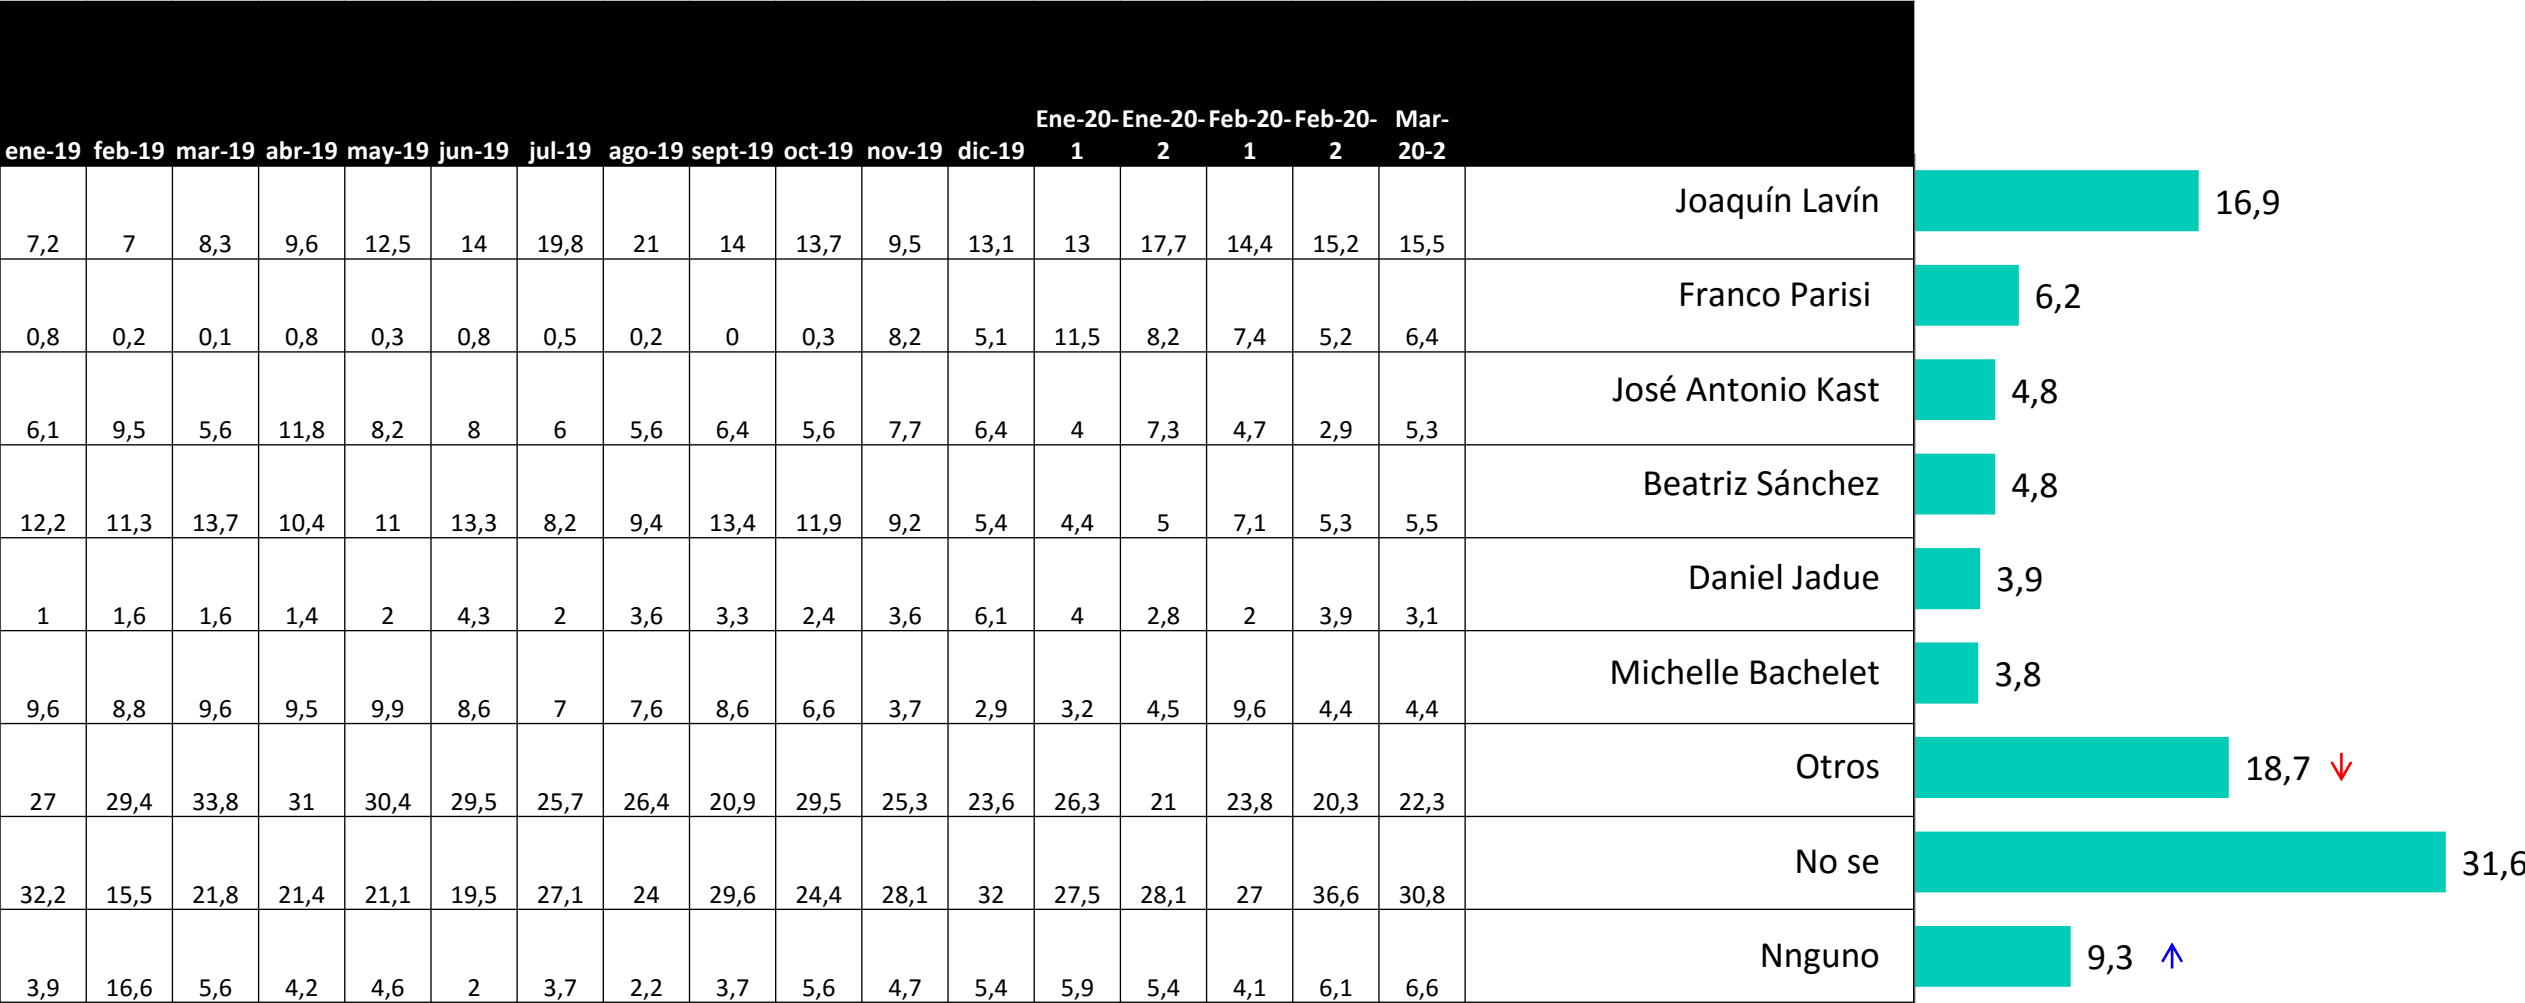 Ene-20- Ene-20- Feb-20- Feb-20- Mar-
ene-19 feb-19 mar-19 abr-19 may-19 jun-19 jul-19 ago-19 sept-19 oct-19 nov-19 dic-19 1 2 1 2 20-2
Joaquín Lavín 16,9
7,2 7 8,3 9,6 12,5 14 19,8 21 14 13,7 9,5 13,1 13 17,7 14,4 15,2 15,5
Franco Parisi 6,2
0,8 0,2 0,1 0,8 0,3 0,8 0,5 0,2 0 0,3 8,2 5,1 11,5 8,2 7,4 5,2 6,4
José Antonio Kast 4,8
6,1 9,5 5,6 11,8 8,2 8 6 5,6 6,4 5,6 7,7 6,4 4 7,3 4,7 2,9 5,3
Beatriz Sánchez 4,8
12,2 11,3 13,7 10,4 11 13,3 8,2 9,4 13,4 11,9 9,2 5,4 4,4 5 7,1 5,3 5,5
Daniel Jadue 3,9
1 1,6 1,6 1,4 2 4,3 2 3,6 3,3 2,4 3,6 6,1 4 2,8 2 3,9 3,1
Michelle Bachelet 3,8
9,6 8,8 9,6 9,5 9,9 8,6 7 7,6 8,6 6,6 3,7 2,9 3,2 4,5 9,6 4,4 4,4
Otros 18,7 ↓
27 29,4 33,8 31 30,4 29,5 25,7 26,4 20,9 29,5 25,3 23,6 26,3 21 23,8 20,3 22,3
No se 31,6
32,2 15,5 21,8 21,4 21,1 19,5 27,1 24 29,6 24,4 28,1 32 27,5 28,1 27 36,6 30,8
Nnguno 9,3 ↑
3,9 16,6 5,6 4,2 4,6 2 3,7 2,2 3,7 5,6 4,7 5,4 5,9 5,4 4,1 6,1 6,6